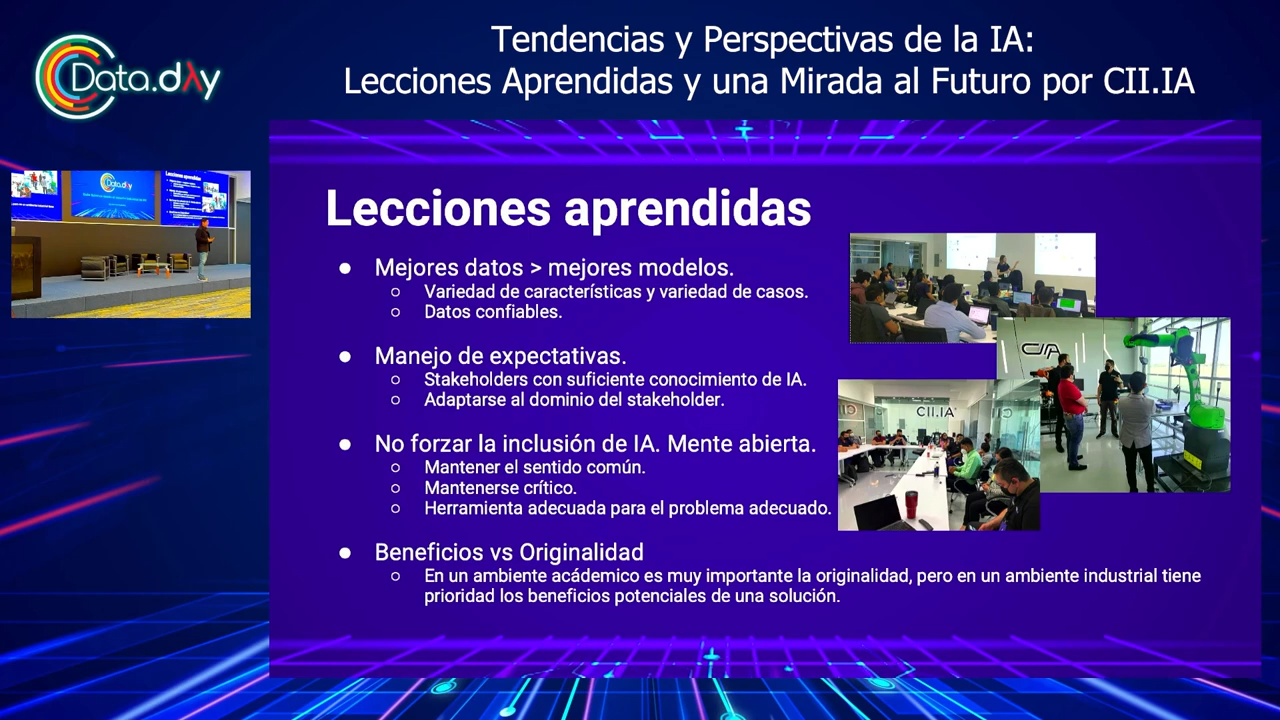 Tendencias y Perspectivas de la IA:
Lecciones Aprendidas y una Mirada al Futuro por CII.IA
Data.dλy
Data.dλy
Lecciones aprendidas
Lecciones aprendidas
● Mejores datos > mejores modelos.
○ Variedad de características y variedad de casos.
○ Datos confiables.
● Manejo de expectativas.
○ Stakeholders con suficiente conocimiento de IA.
○ Adaptarse al dominio del stakeholder.
● No forzar la inclusión de IA. Mente abierta.
○ Mantener el sentido común.
○ Mantenerse crítico.
○ Herramienta adecuada para el problema adecuado.
● Beneficios vs Originalidad
○ En un ambiente acádemico es muy importante la originalidad, pero en un ambiente industrial tiene
prioridad los beneficios potenciales de una solución.
CII.IA